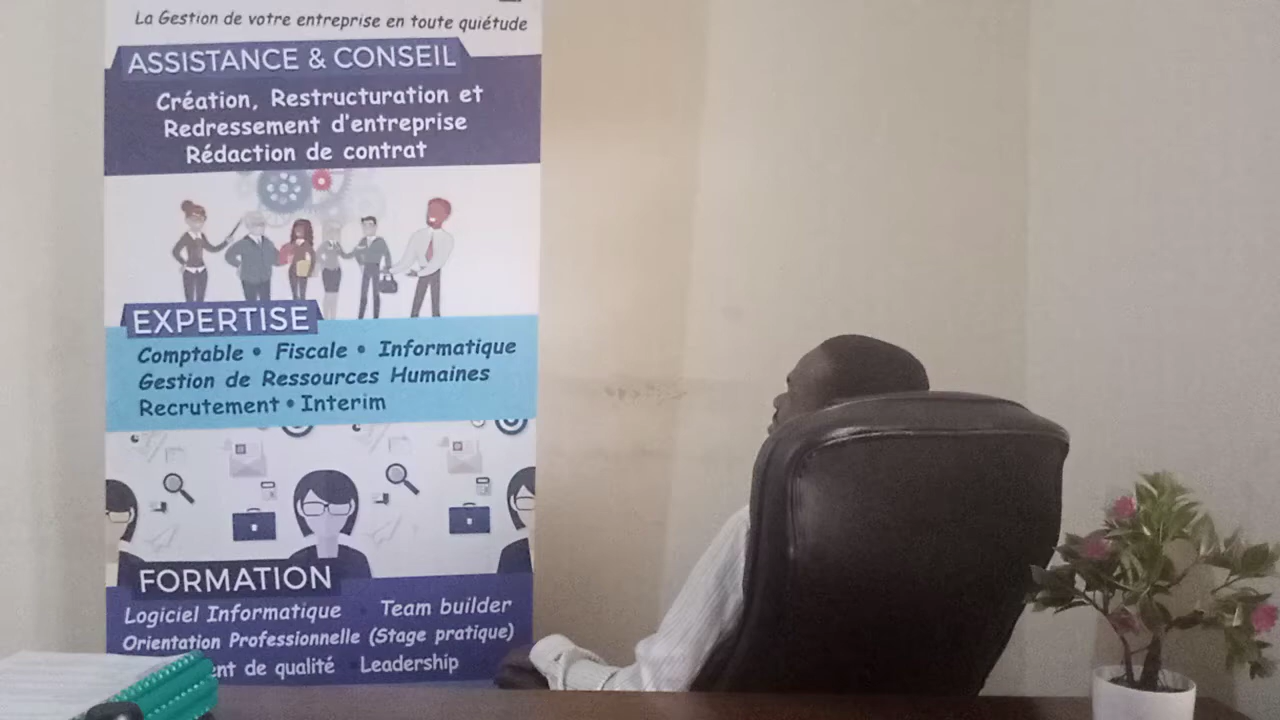 La Gestion de votre entreprise en toute quiétude
ASSISTANCE & CONSEIL
Création, Restructuration et
Redressement d'entreprise
Rédaction de contrat
EXPERTISE
Comptable • Fiscale • Informatique
Gestion de Ressources Humaines
Recrutement • Interim
FORMATION
Logiciel Informatique Team builder
Orientation Professionnelle (Stage pratique)
de qualité Leadership